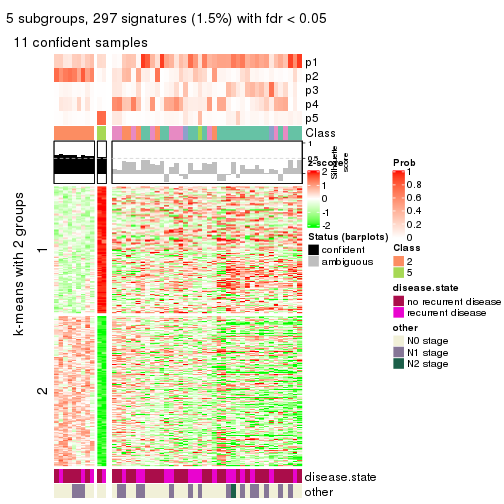 5 subgroups, 297 signatures (1.5%) with fdr < 0.05
11 confident samples
p1
p2
p3
p4
p5
Class
1
0.5
0
Silhouette
score
k-means with 2 groups
1
2
z-score
2
1
0
-1
-2
Status (barplots)
confident
ambiguous
Prob
1
0.8
0.6
0.4
0.2
0
Class
2
5
disease.state
no recurrent disease
recurrent disease
other
N0 stage
N1 stage
N2 stage
disease.state
other